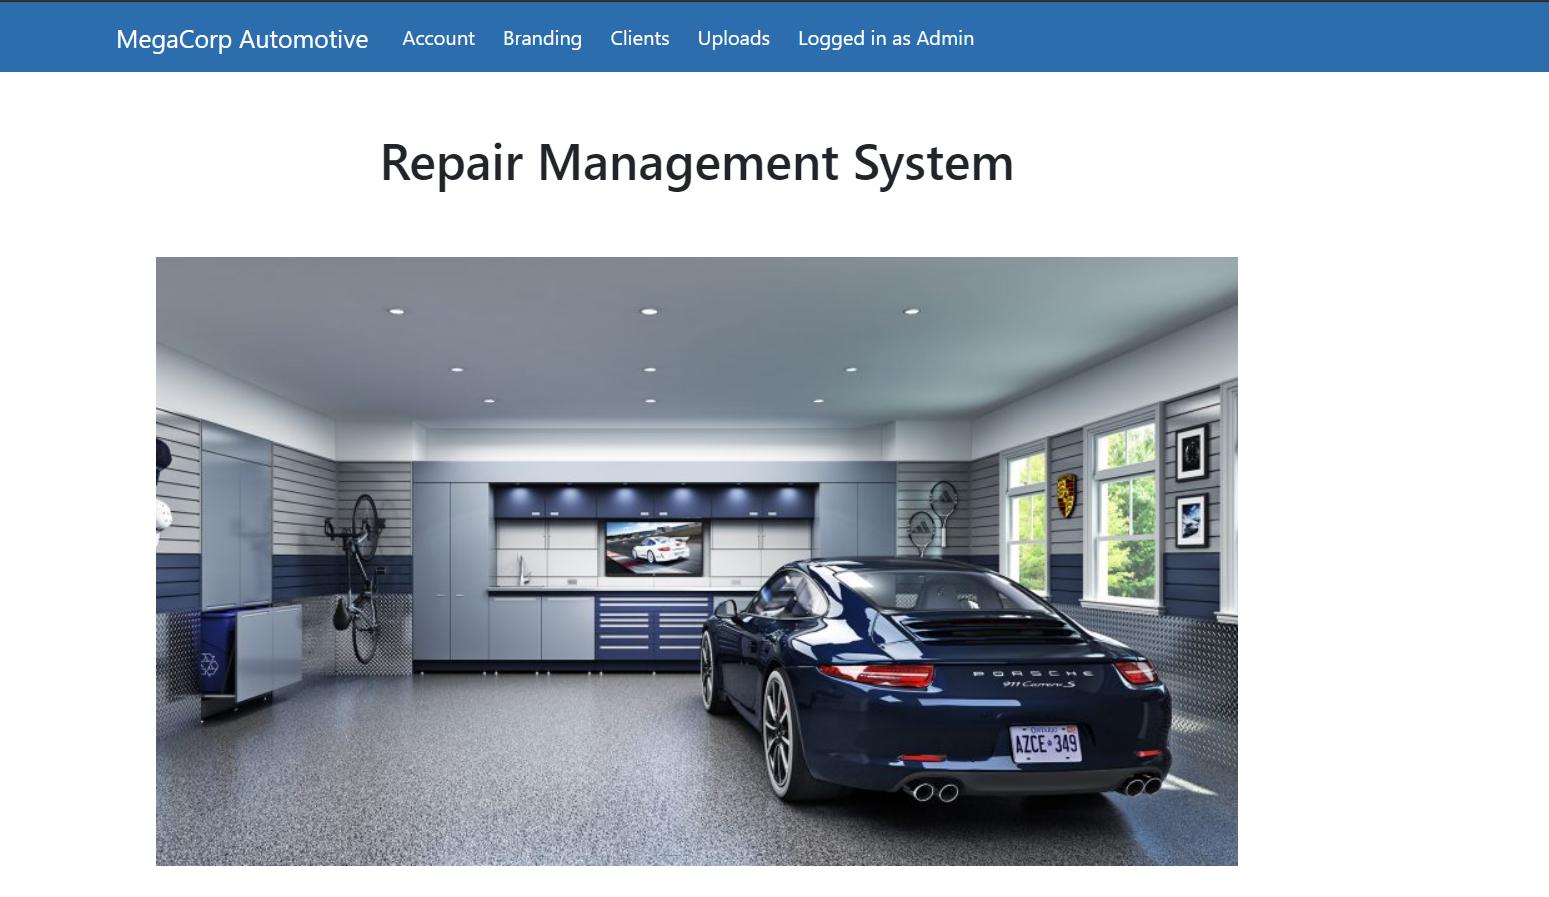 MegaCorp Automotive Account Branding Clients Uploads Logged in as Admin
Repair Management System
PORSCHE
911 Carrera S
ONTARIO
AZCE 349